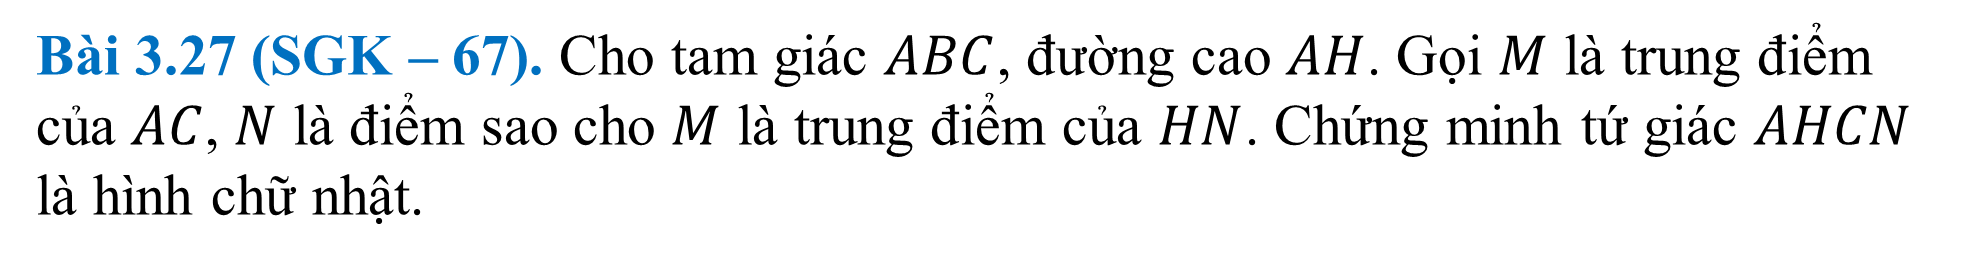 Bài 3.27 (SGK – 67). Cho tam giác ABC, đường cao AH. Gọi M là trung điểm
của AC, N là điểm sao cho M là trung điểm của HN. Chứng minh tứ giác AHCN
là hình chữ nhật.